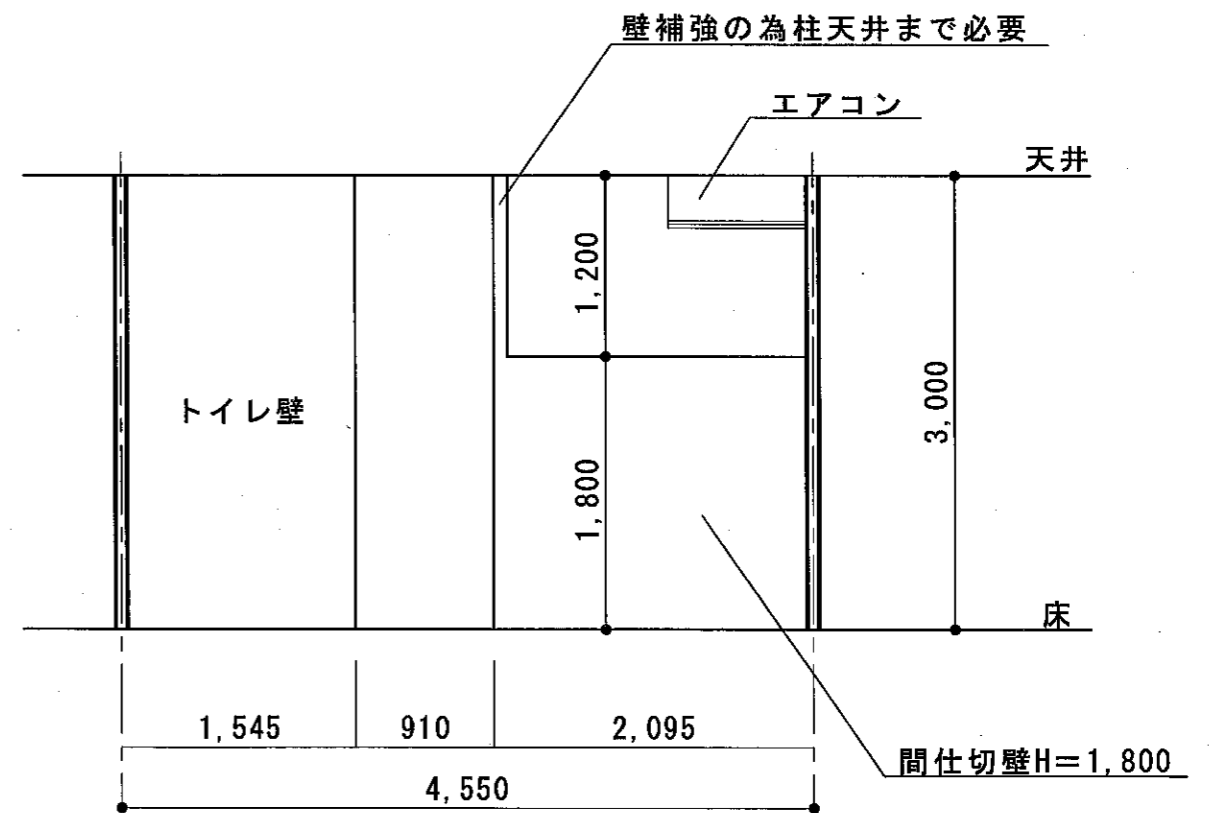 壁補強の為柱天井まで必要
エアコン
天井
1,200
トイレ壁
3,000
1,800
床
1,545
910
2,095
間仕切壁H=1,800
4,550